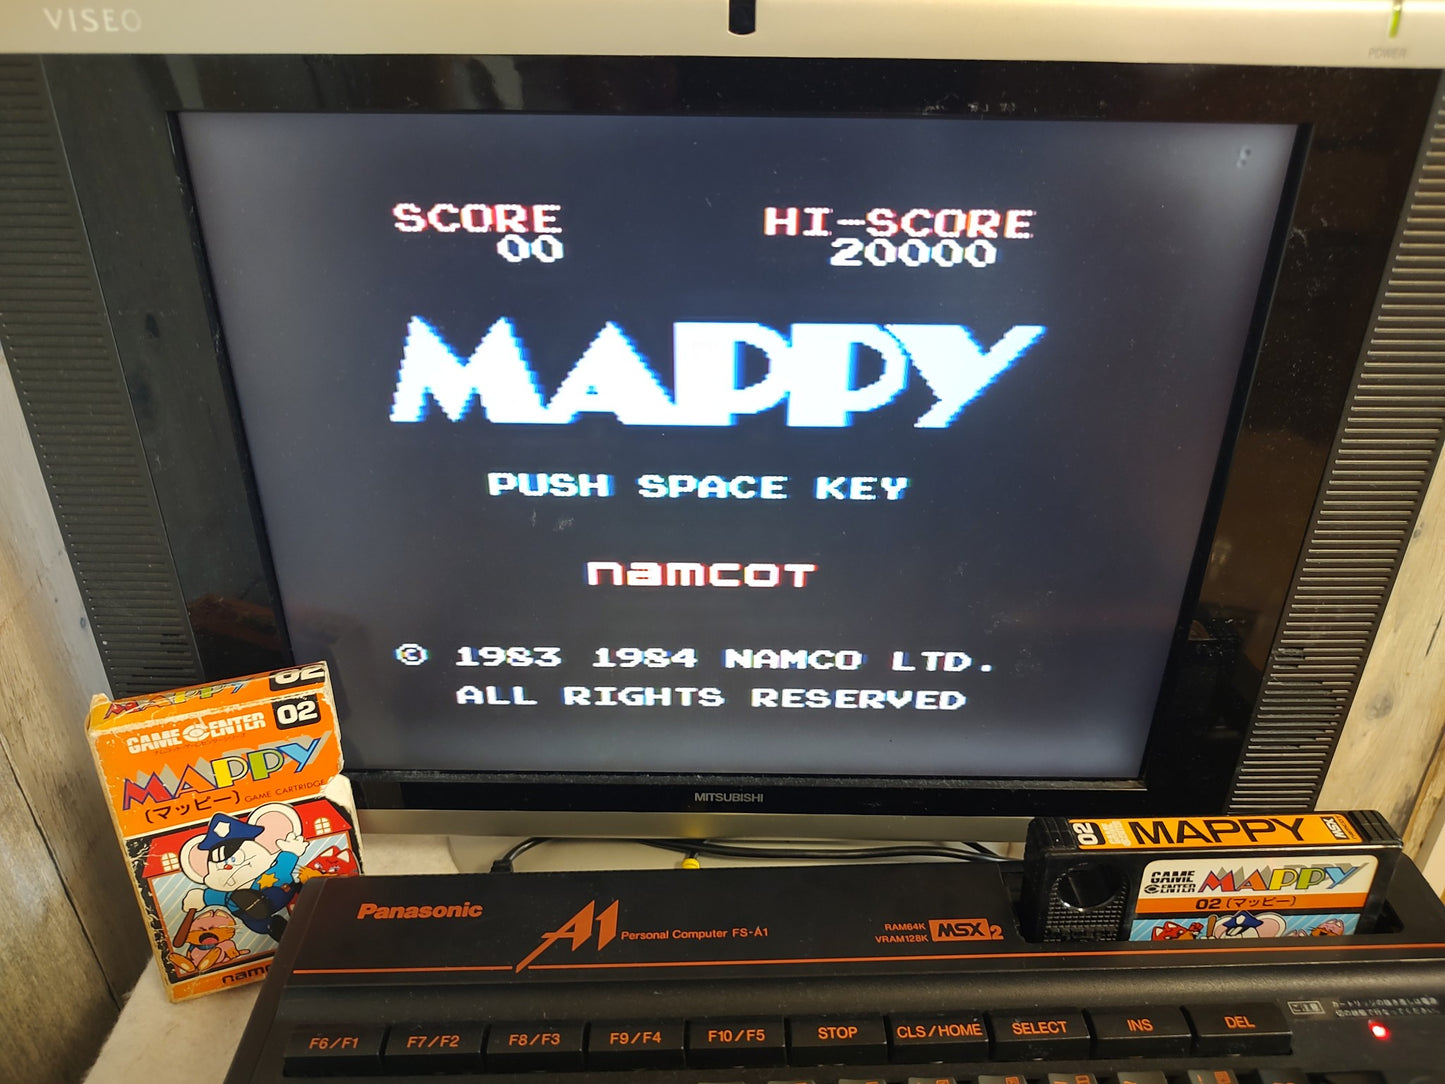 VISEO
POWER
SCORE HI-SCORE
00 20000
MAPPY
PUSH SPACE KEY
namcot
© 1983 1984 NAMCO LTD.
ALL RIGHTS RESERVED
MITSUBISHI
MAPPY 02
GAME CENTER 02
MAPPY
(マッピー) GAME CARTRIDGE
02 MAPPY MSX
GAME CENTER MAPPY
02 (マッピー)
Panasonic A1 Personal Computer FS-A1
RAM64K
VRAM128K MSX2
F6/F1 F7/F2 F8/F3 F9/F4 F10/F5 STOP CLS/HOME SELECT INS DEL